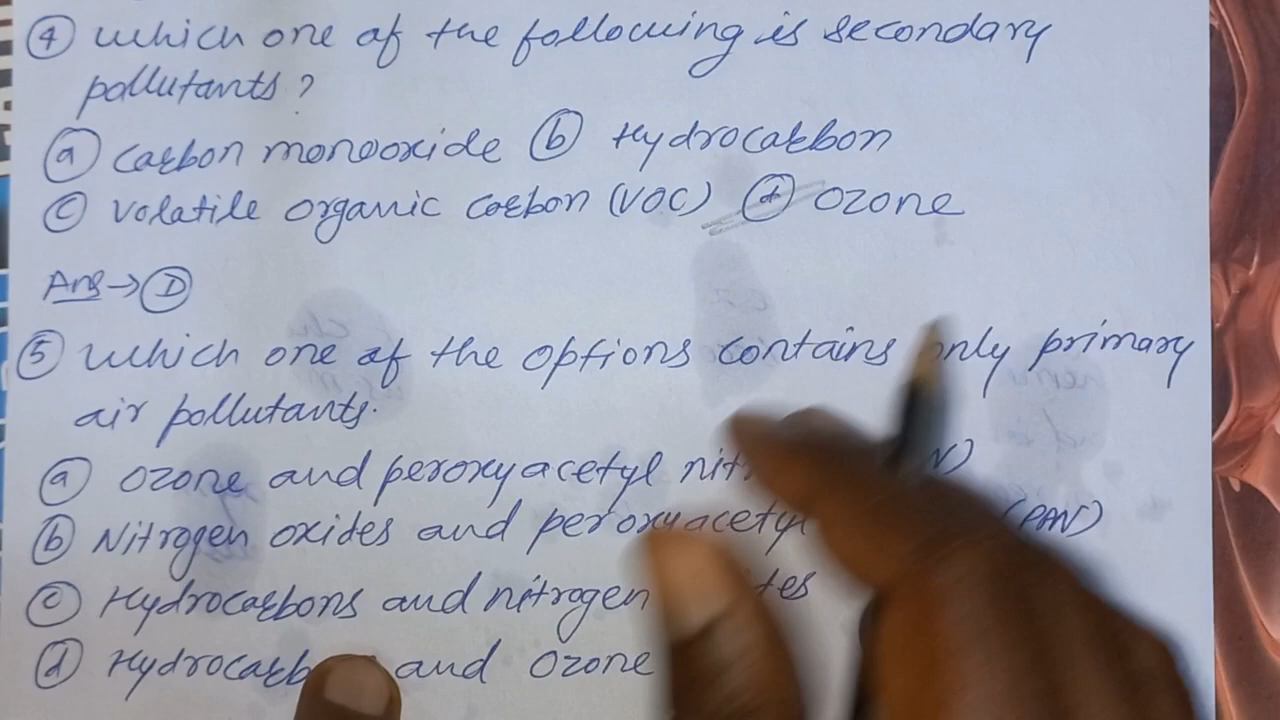 ④ which one of the following is secondary
pollutants?
ⓐ Carbon monooxide ⓑ Hydrocarbon
ⓒ Volatile organic carbon (VOC) ⓓ Ozone
Ans → Ⓓ
⑤ which one of the options contains only primary
air pollutants.
ⓐ Ozone and peroxyacetyl
ⓑ Nitrogen oxides and peroxyacetyl (PAN)
ⓒ Hydrocarbons and nitrogen
ⓓ and Ozone